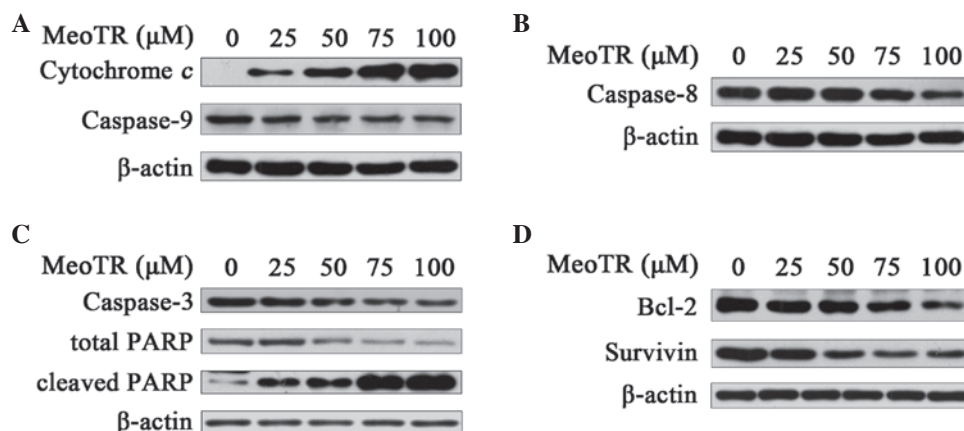 A
MeoTR (μM) 0 25 50 75 100
Cytochrome c
Caspase-9
β-actin
B
MeoTR (μM) 0 25 50 75 100
Caspase-8
β-actin
C
MeoTR (μM) 0 25 50 75 100
Caspase-3
total PARP
cleaved PARP
β-actin
D
MeoTR (μM) 0 25 50 75 100
Bcl-2
Survivin
β-actin